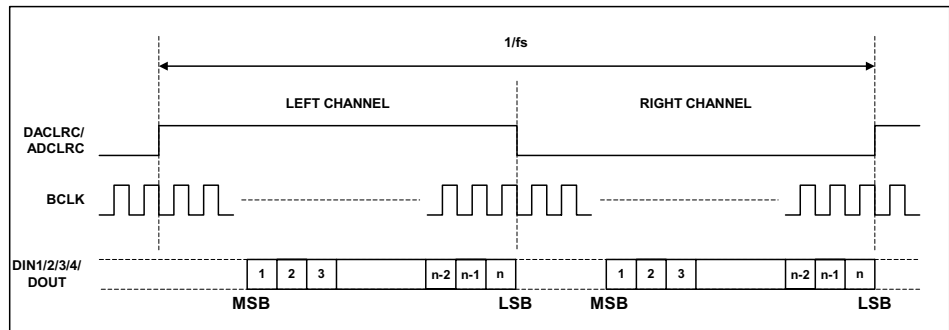 1/fs
LEFT CHANNEL RIGHT CHANNEL
DACLRC/
ADCLRC
BCLK
DIN1/2/3/4/
DOUT
1 2 3 n-2 n-1 n 1 2 3 n-2 n-1 n
MSB LSB MSB LSB